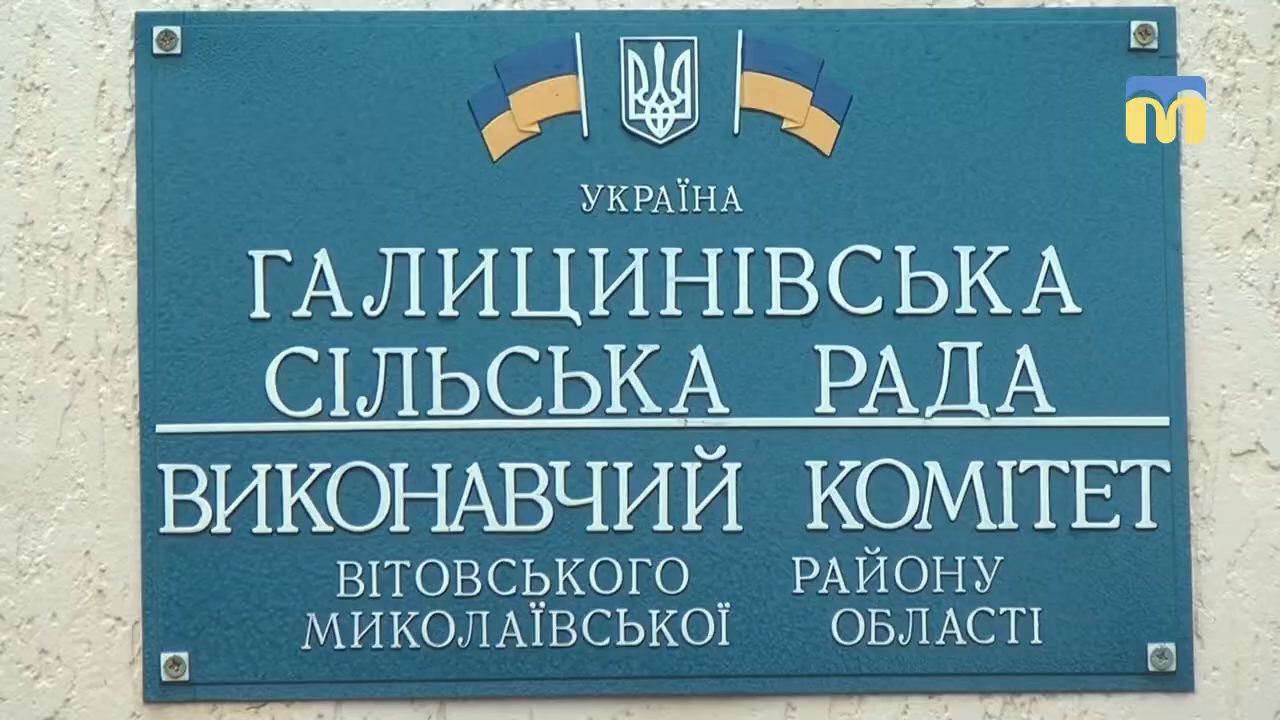 УКРАЇНА
ГАЛИЦИНІВСЬКА
СІЛЬСЬКА РАДА
ВИКОНАВЧИЙ КОМІТЕТ
ВІТОВСЬКОГО РАЙОНУ
МИКОЛАЇВСЬКОЇ ОБЛАСТІ